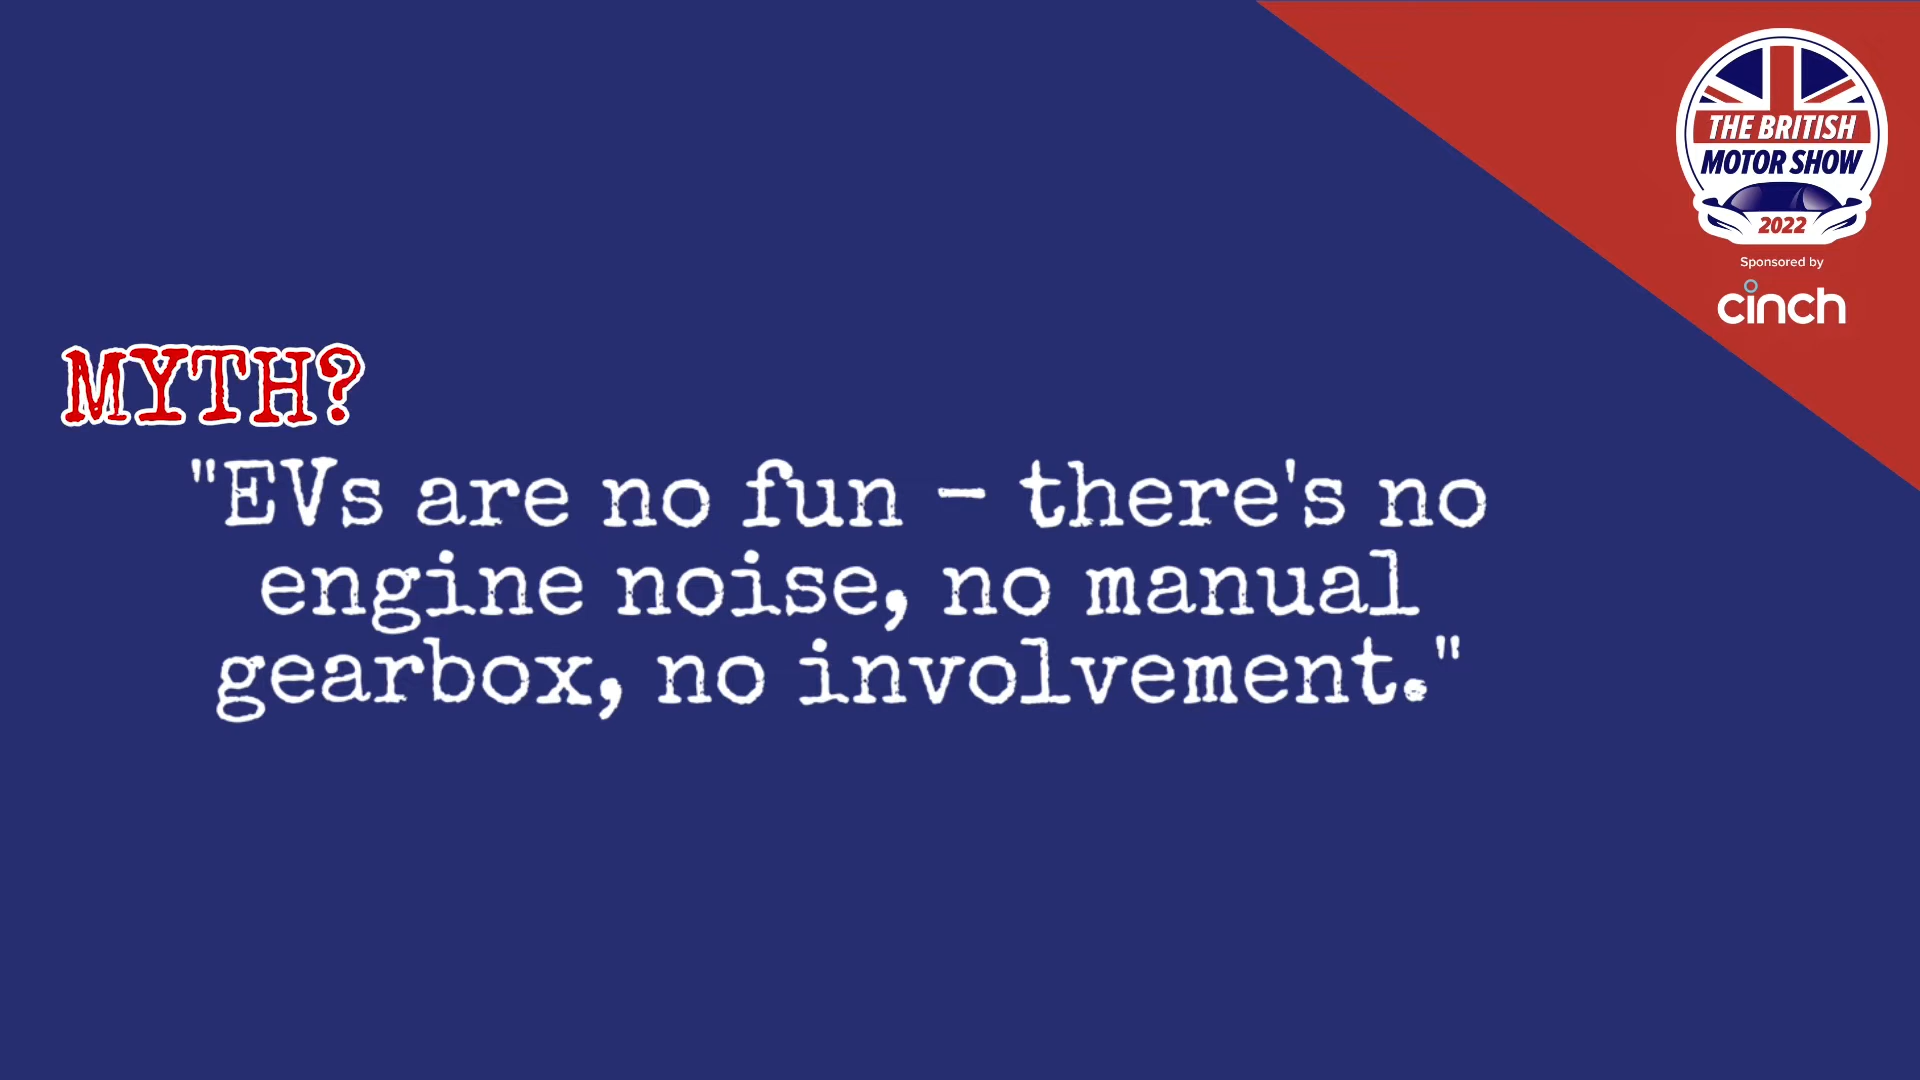 THE BRITISH
MOTOR SHOW
2022
Sponsored by
cinch
MYTH?
"EVs are no fun - there's no
engine noise, no manual
gearbox, no involvement."